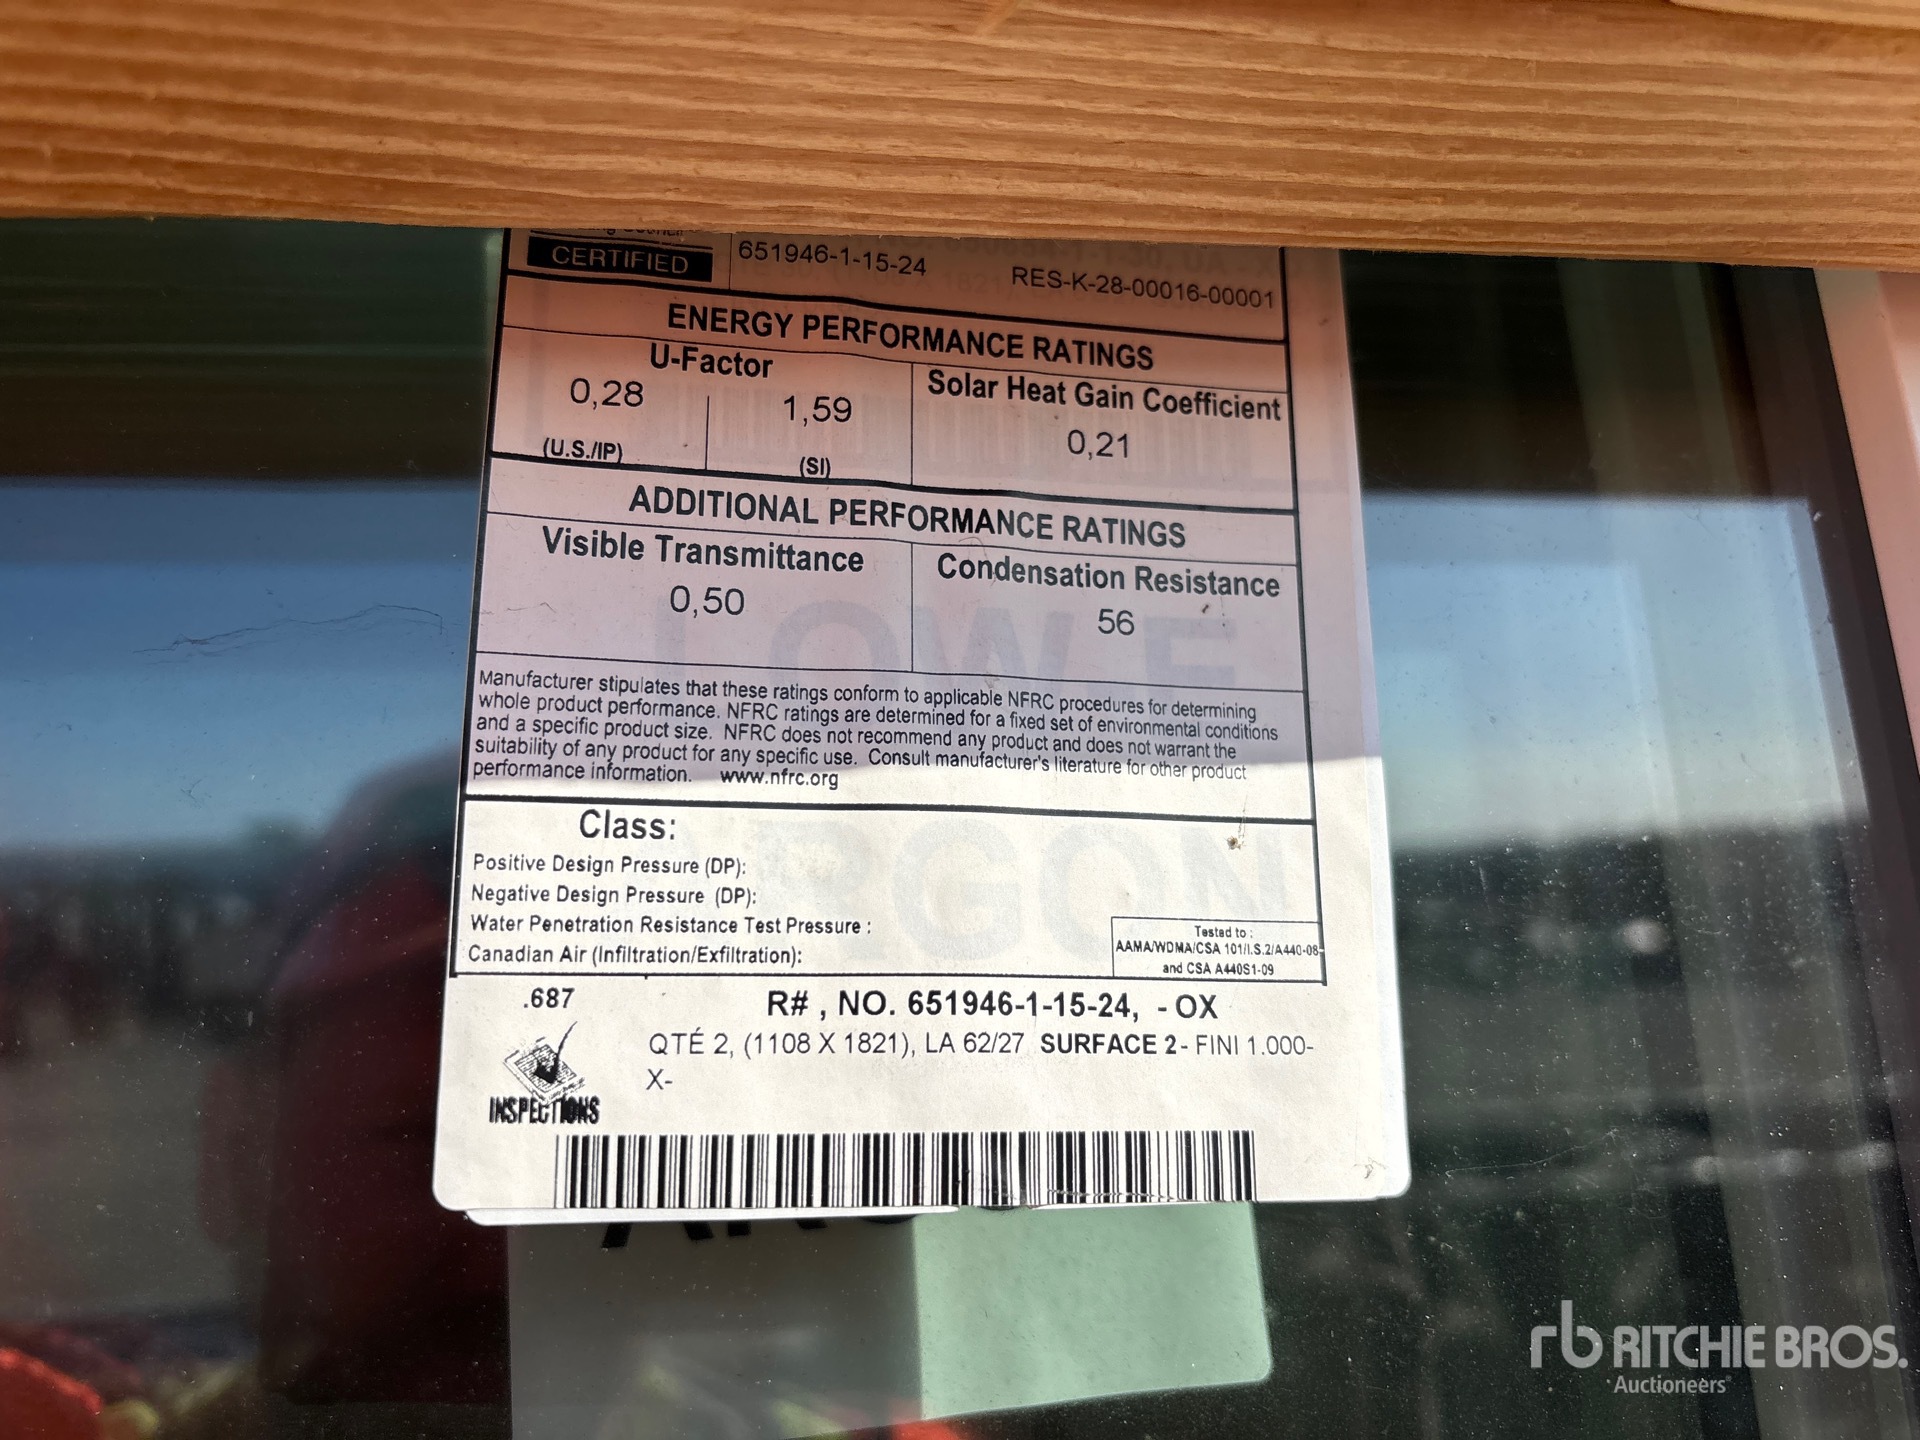 CERTIFIED
651946-1-15-24
RES-K-28-00016-00001
ENERGY PERFORMANCE RATINGS
U-Factor
0,28
1,59
(U.S./IP)
(SI)
Solar Heat Gain Coefficient
0,21
ADDITIONAL PERFORMANCE RATINGS
Visible Transmittance
0,50
Condensation Resistance
56
Manufacturer stipulates that these ratings conform to applicable NFRC procedures for determining
whole product performance. NFRC ratings are determined for a fixed set of environmental conditions
and a specific product size. NFRC does not recommend any product and does not warrant the
suitability of any product for any specific use. Consult manufacturer's literature for other product
performance information. www.nfrc.org
Class:
Positive Design Pressure (DP):
Negative Design Pressure (DP):
Water Penetration Resistance Test Pressure :
Canadian Air (Infiltration/Exfiltration):
Tested to :
AAMA/WDMA/CSA 101/I.S.2/A440-08-
and CSA A440S1-09
.687
R# , NO. 651946-1-15-24, - OX
QTÉ 2, (1108 X 1821), LA 62/27 SURFACE 2 - FINI 1.000-
X-
INSPECTIONS
LOW E
ARGON
rb RITCHIE BROS.
Auctioneers